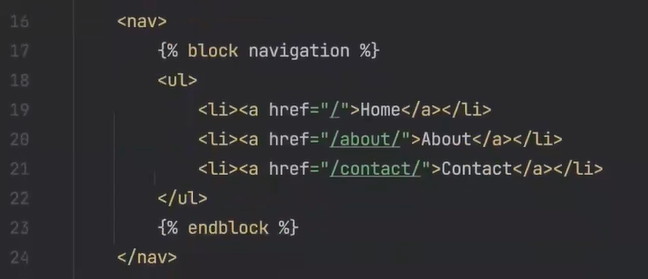 16 <nav>
17 {% block navigation %}
18 <ul>
19 <li><a href="/">Home</a></li>
20 <li><a href="/about/">About</a></li>
21 <li><a href="/contact/">Contact</a></li>
22 </ul>
23 {% endblock %}
24 </nav>